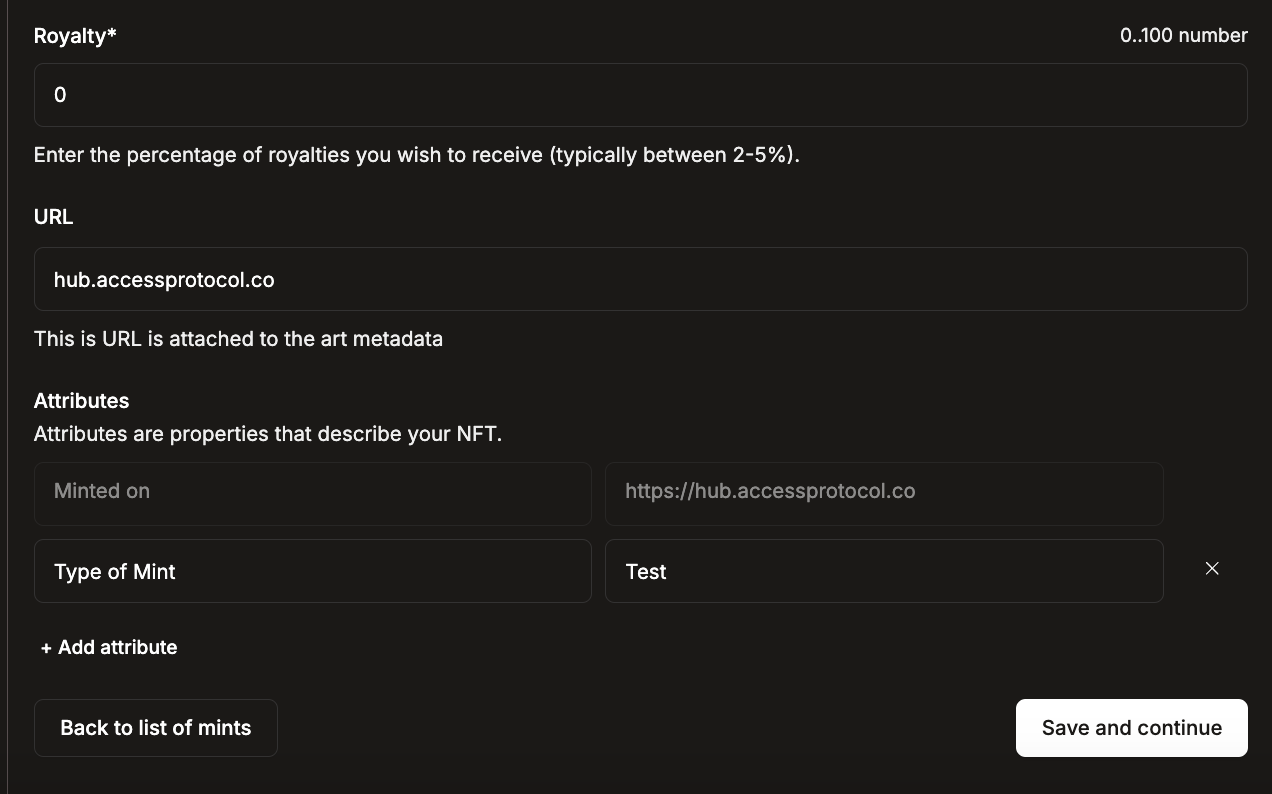 Royalty* 0..100 number
0
Enter the percentage of royalties you wish to receive (typically between 2-5%).
URL
hub.accessprotocol.co
This is URL is attached to the art metadata
Attributes
Attributes are properties that describe your NFT.
Minted on https://hub.accessprotocol.co
Type of Mint Test
+ Add attribute
Back to list of mints Save and continue